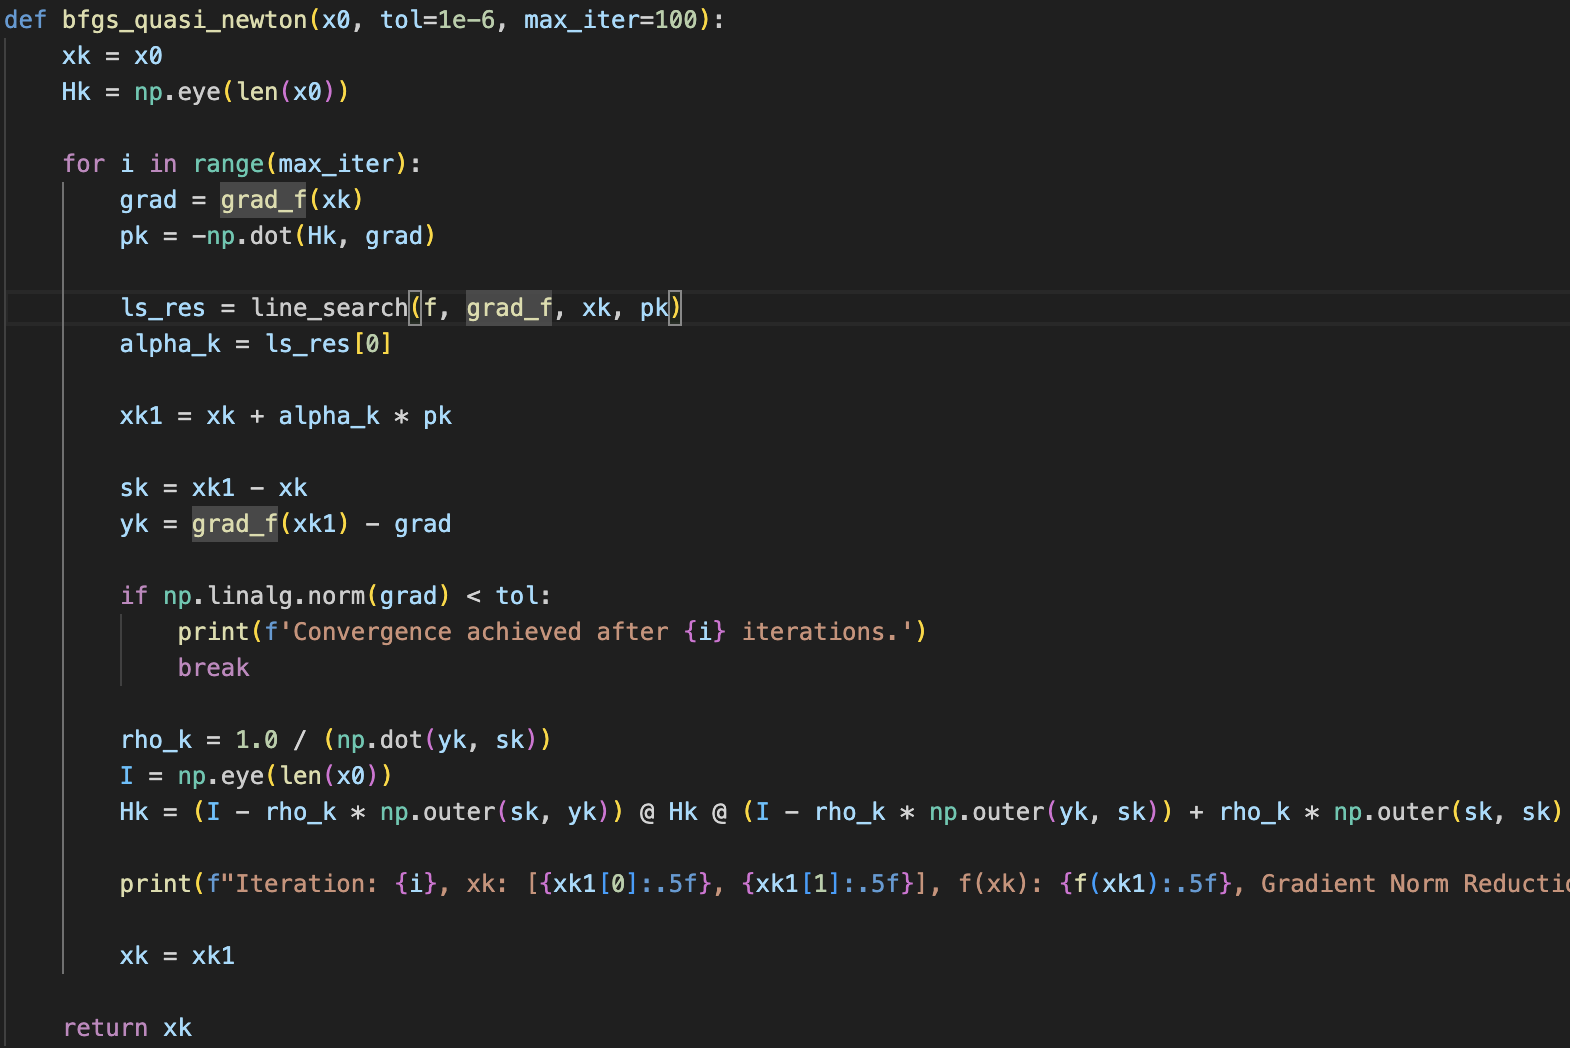 def bfgs_quasi_newton(x0, tol=1e-6, max_iter=100):
    xk = x0
    Hk = np.eye(len(x0))
    for i in range(max_iter):
        grad = grad_f(xk)
        pk = -np.dot(Hk, grad)
        ls_res = line_search(f, grad_f, xk, pk)
        alpha_k = ls_res[0]
        xk1 = xk + alpha_k * pk
        sk = xk1 - xk
        yk = grad_f(xk1) - grad
        if np.linalg.norm(grad) < tol:
            print(f'Convergence achieved after {i} iterations.')
            break
        rho_k = 1.0 / (np.dot(yk, sk))
        I = np.eye(len(x0))
        Hk = (I - rho_k * np.outer(sk, yk)) @ Hk @ (I - rho_k * np.outer(yk, sk)) + rho_k * np.outer(sk, sk)
        print(f"Iteration: {i}, xk: [{xk1[0]:.5f}, {xk1[1]:.5f}], f(xk): {f(xk1):.5f}, Gradient Norm
        xk = xk1
    return xk